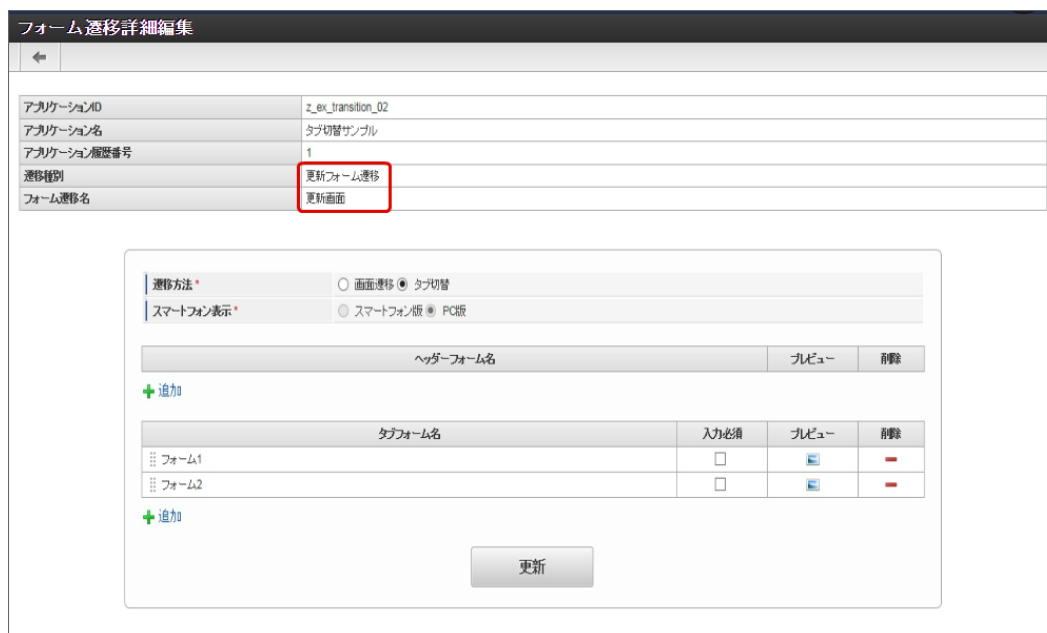 フォーム遷移詳細編集
アプリケーションID z_ex_transition_02
アプリケーション名 タブ切替サンプル
アプリケーション履歴番号 1
遷移種別 更新フォーム遷移
フォーム遷移名 更新画面
遷移方法* 画面遷移 タブ切替
スマートフォン表示* スマートフォン版 PC版
ヘッダーフォーム名 プレビュー 削除
追加
タブフォーム名 入力必須 プレビュー 削除
フォーム1
フォーム2
追加
更新